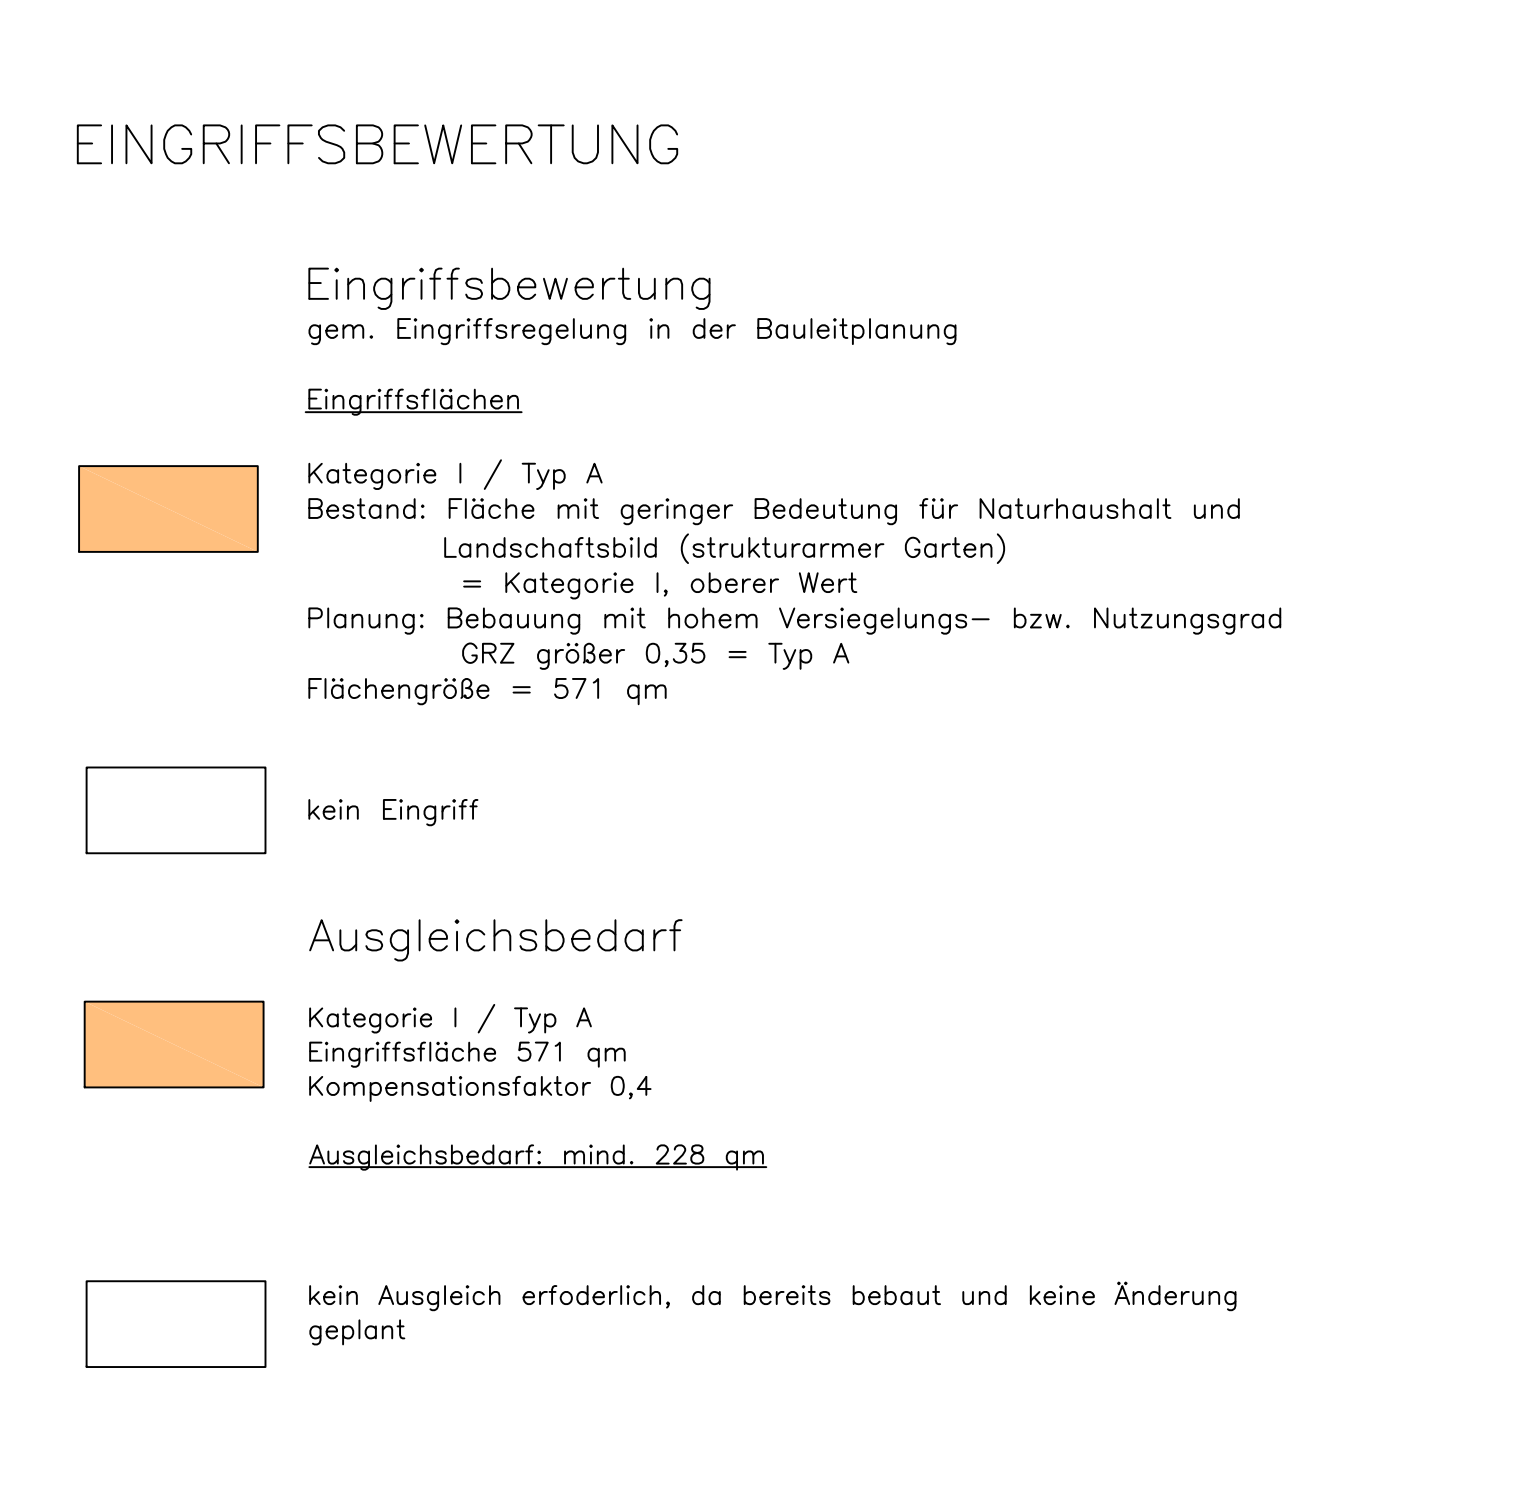 EINGRIFFSBEWERTUNG
Eingriffsbewertung
gem. Eingriffsregelung in der Bauleitplanung
Eingriffsflächen
Kategorie I / Typ A
Bestand: Fläche mit geringer Bedeutung für Naturhaushalt und
Landschaftsbild (strukturarmer Garten)
= Kategorie I, oberer Wert
Planung: Bebauung mit hohem Versiegelungs- bzw. Nutzungsgrad
GRZ größer 0,35 = Typ A
Flächengröße = 571 qm
kein Eingriff
Ausgleichsbedarf
Kategorie I / Typ A
Eingriffsfläche 571 qm
Kompensationsfaktor 0,4
Ausgleichsbedarf: mind. 228 qm
kein Ausgleich erfoderlich, da bereits bebaut und keine Änderung
geplant